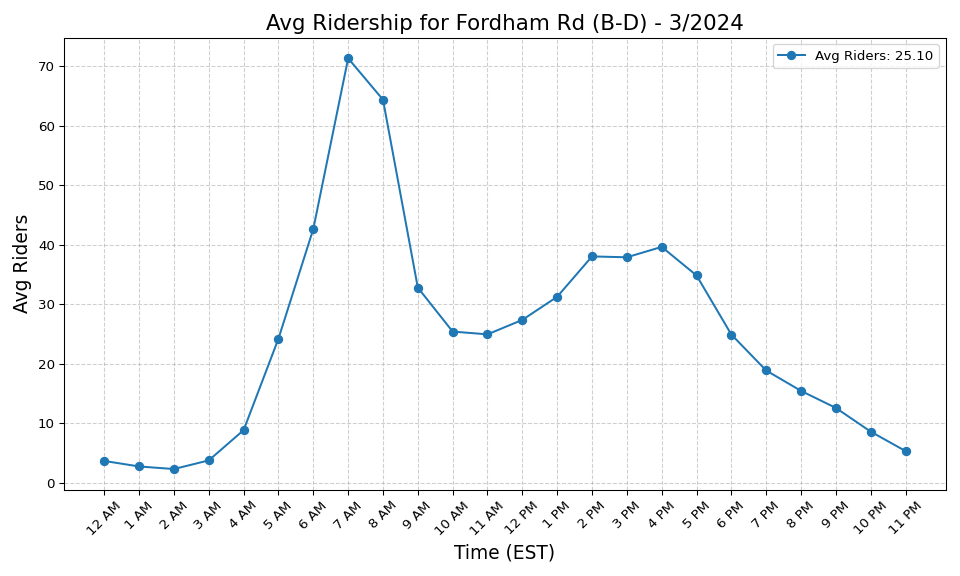 Avg Ridership for Fordham Rd (B-D) - 3/2024
Avg Riders: 25.10
Avg Riders
70
60
50
40
30
20
10
0
12 AM
1 AM
2 AM
3 AM
4 AM
5 AM
6 AM
7 AM
8 AM
9 AM
10 AM
11 AM
12 PM
1 PM
2 PM
3 PM
4 PM
5 PM
6 PM
7 PM
8 PM
9 PM
10 PM
11 PM
Time (EST)